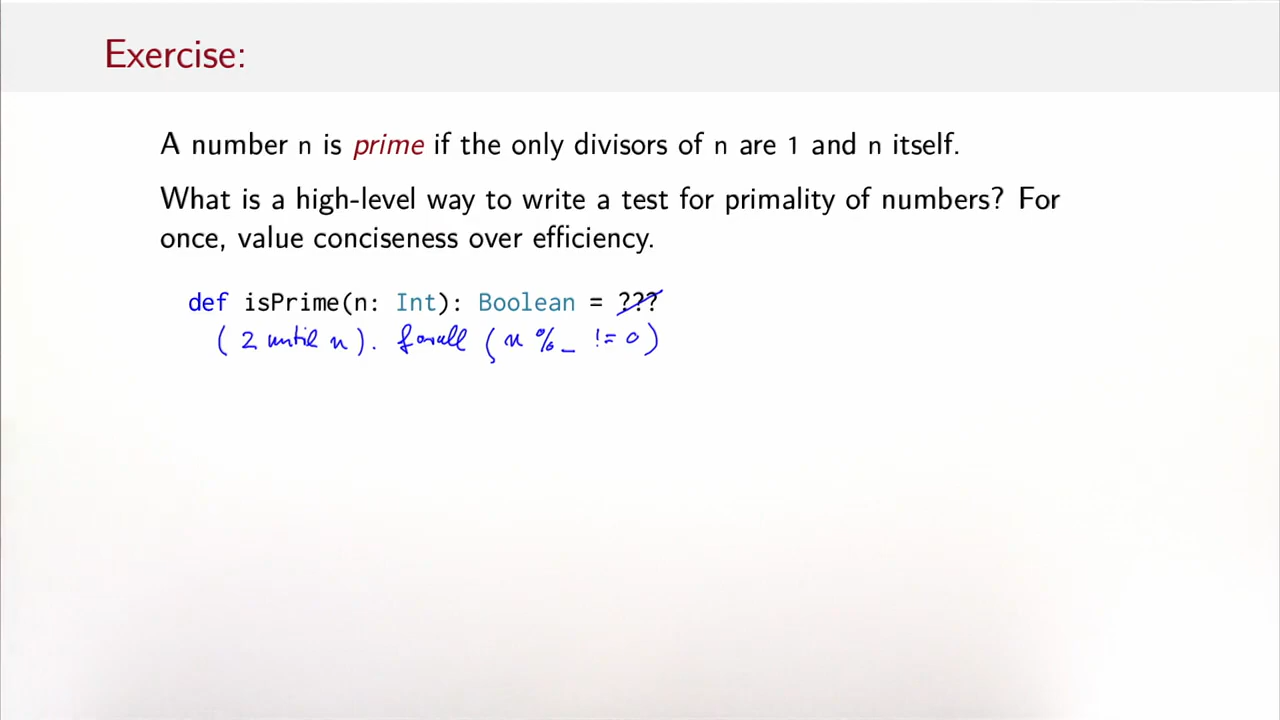 Exercise:
A number n is prime if the only divisors of n are 1 and n itself.
What is a high-level way to write a test for primality of numbers? For
once, value conciseness over efficiency.
def isPrime(n: Int): Boolean = ???
(2 until n). forall (n %_ != 0)